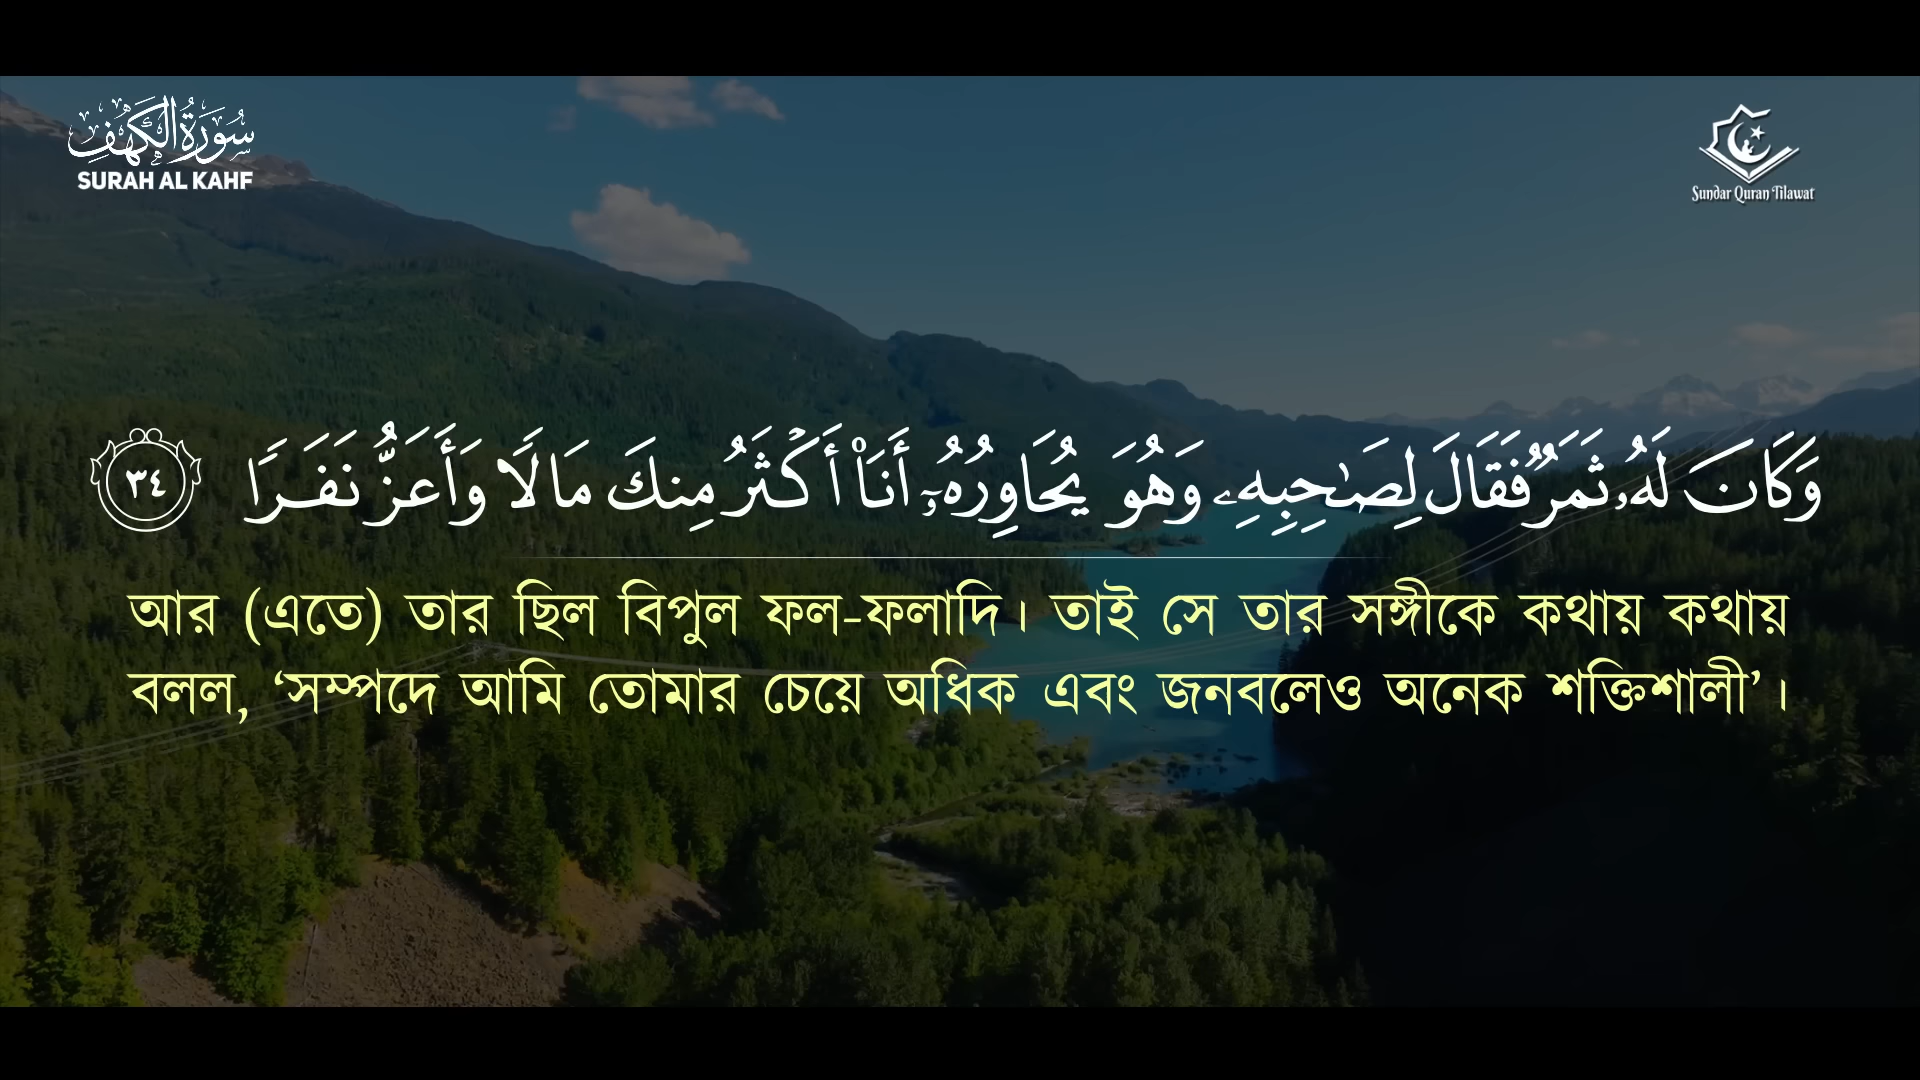 سُورَةُ الكَهْفِ
SURAH AL KAHF
Sundar Quran Tilawat
وَكَانَ لَهُۥ ثَمَرٌ فَقَالَ لِصَـٰحِبِهِۦ وَهُوَ يُحَاوِرُهُۥٓ أَنَا۠ أَكْثَرُ مِنكَ مَالًا وَأَعَزُّ نَفَرًا ٣٤
আর (এতে) তার ছিল বিপুল ফল-ফলাদি। তাই সে তার সঙ্গীকে কথায় কথায়
বলল, ‘সম্পদে আমি তোমার চেয়ে অধিক এবং জনবলেও অনেক শক্তিশালী’।